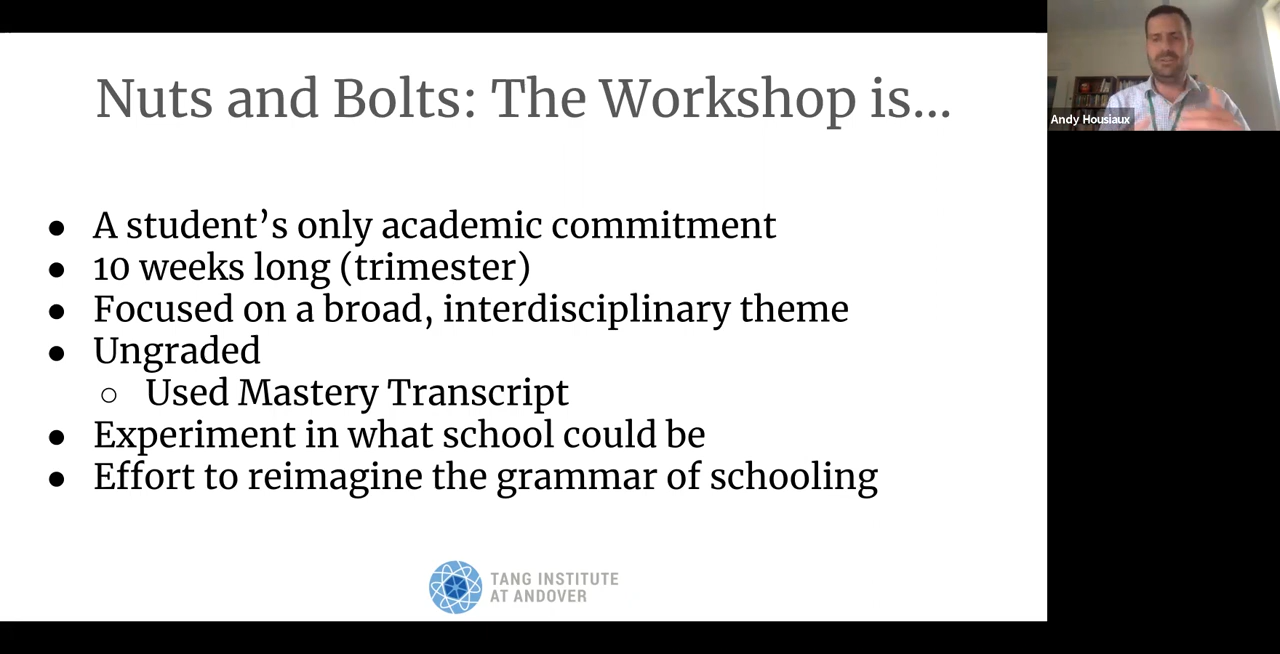 Nuts and Bolts: The Workshop is...
Andy Housiaux
● A student’s only academic commitment
● 10 weeks long (trimester)
● Focused on a broad, interdisciplinary theme
● Ungraded
○ Used Mastery Transcript
● Experiment in what school could be
● Effort to reimagine the grammar of schooling
TANG INSTITUTE
AT ANDOVER